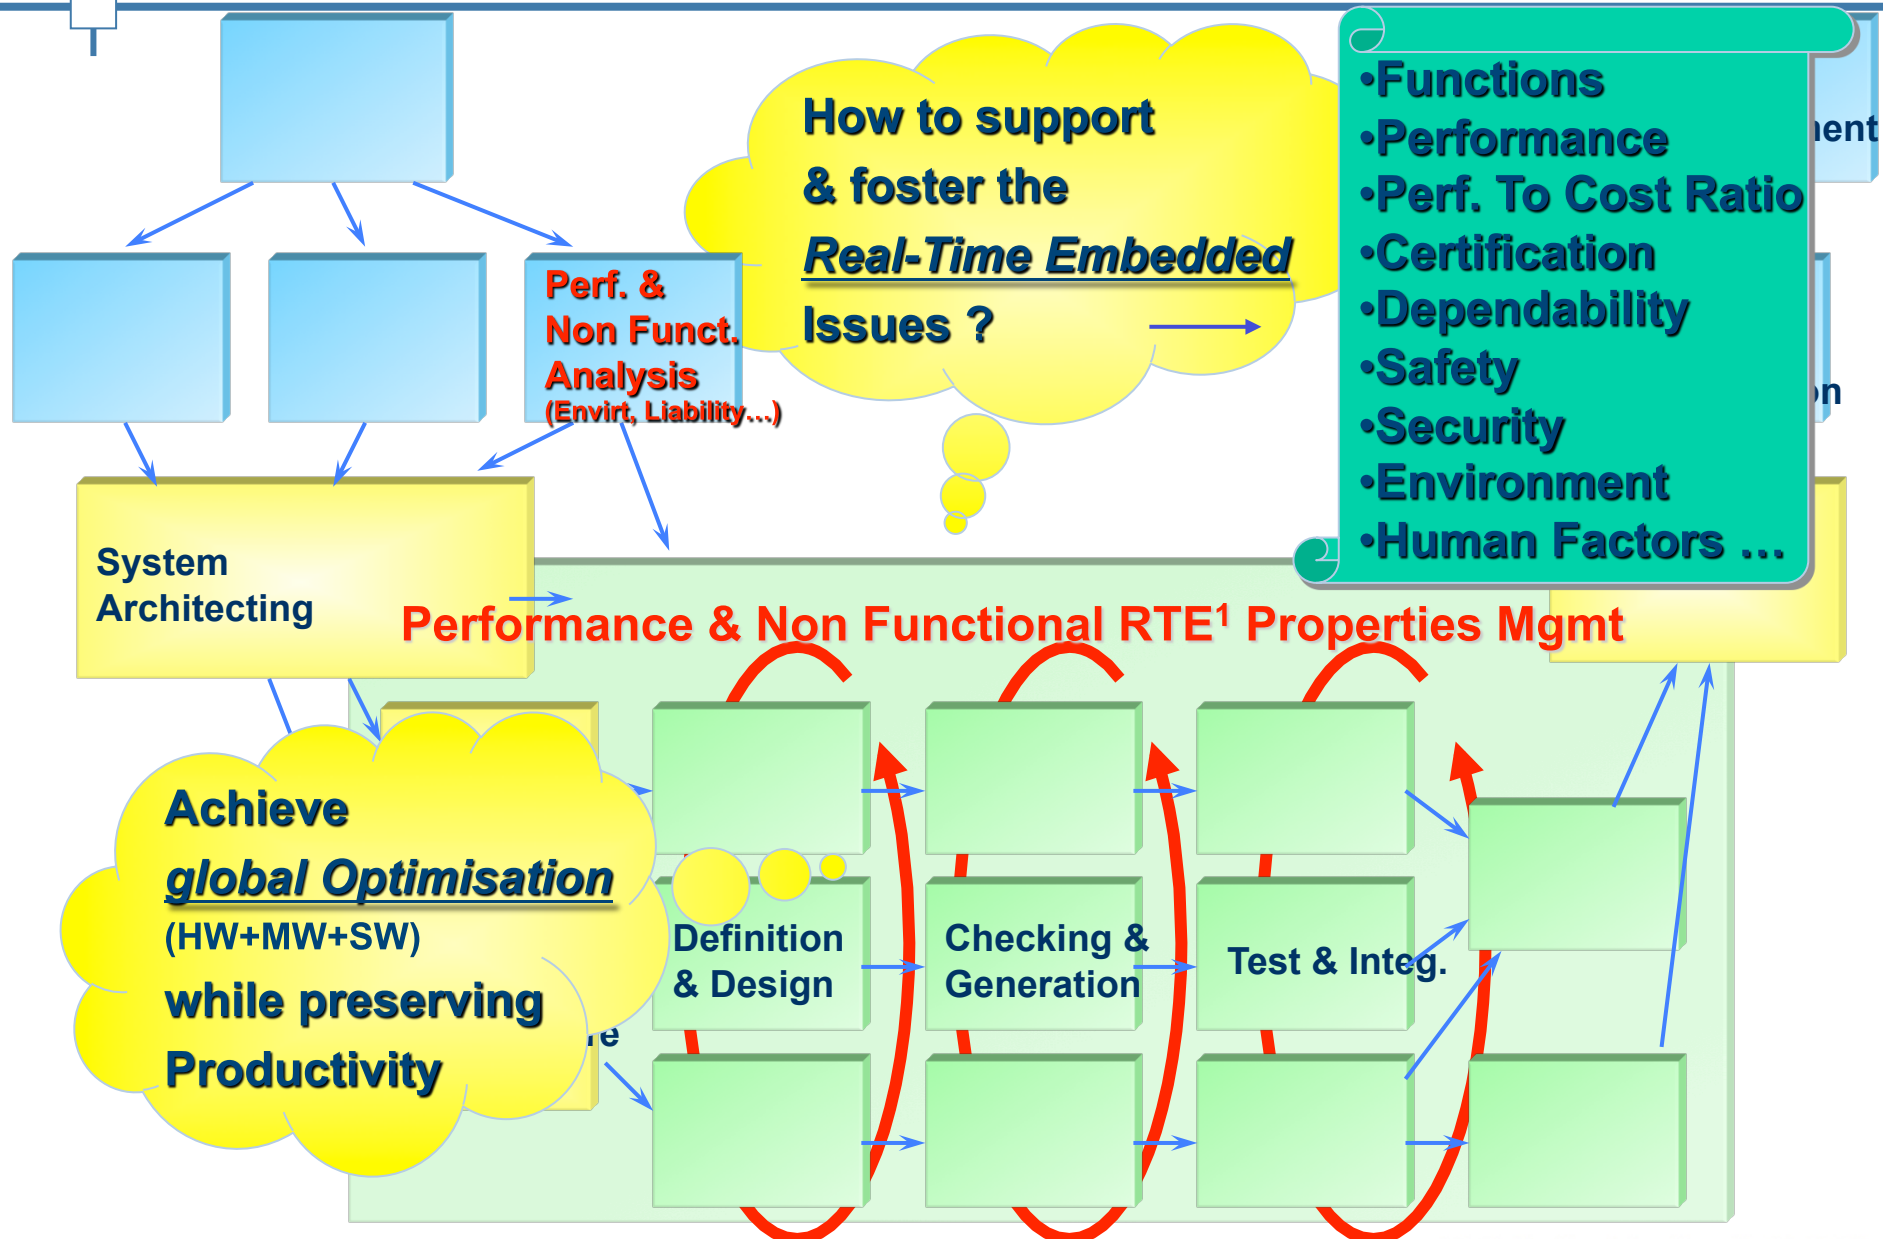 How to support
& foster the
Real-Time Embedded
Issues ?
•Functions
•Performance
•Perf. To Cost Ratio
•Certification
•Dependability
•Safety
•Security
•Environment
•Human Factors ...
Perf. &
Non Funct.
Analysis
(Envirt, Liability...)
System
Architecting
Performance & Non Functional RTE¹ Properties Mgmt
Achieve
global Optimisation
(HW+MW+SW)
while preserving
Productivity
Definition
& Design
Checking &
Generation
Test & Integ.